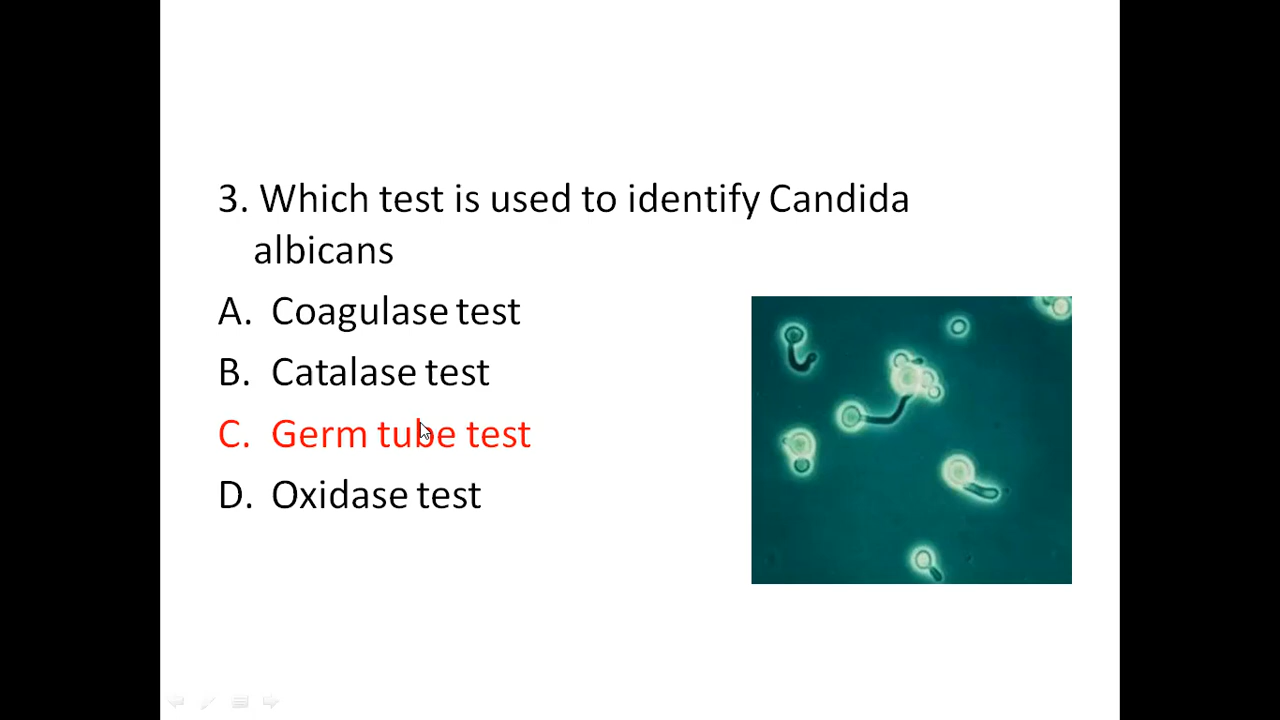 3. Which test is used to identify Candida
albicans
A. Coagulase test
B. Catalase test
C. Germ tube test
D. Oxidase test